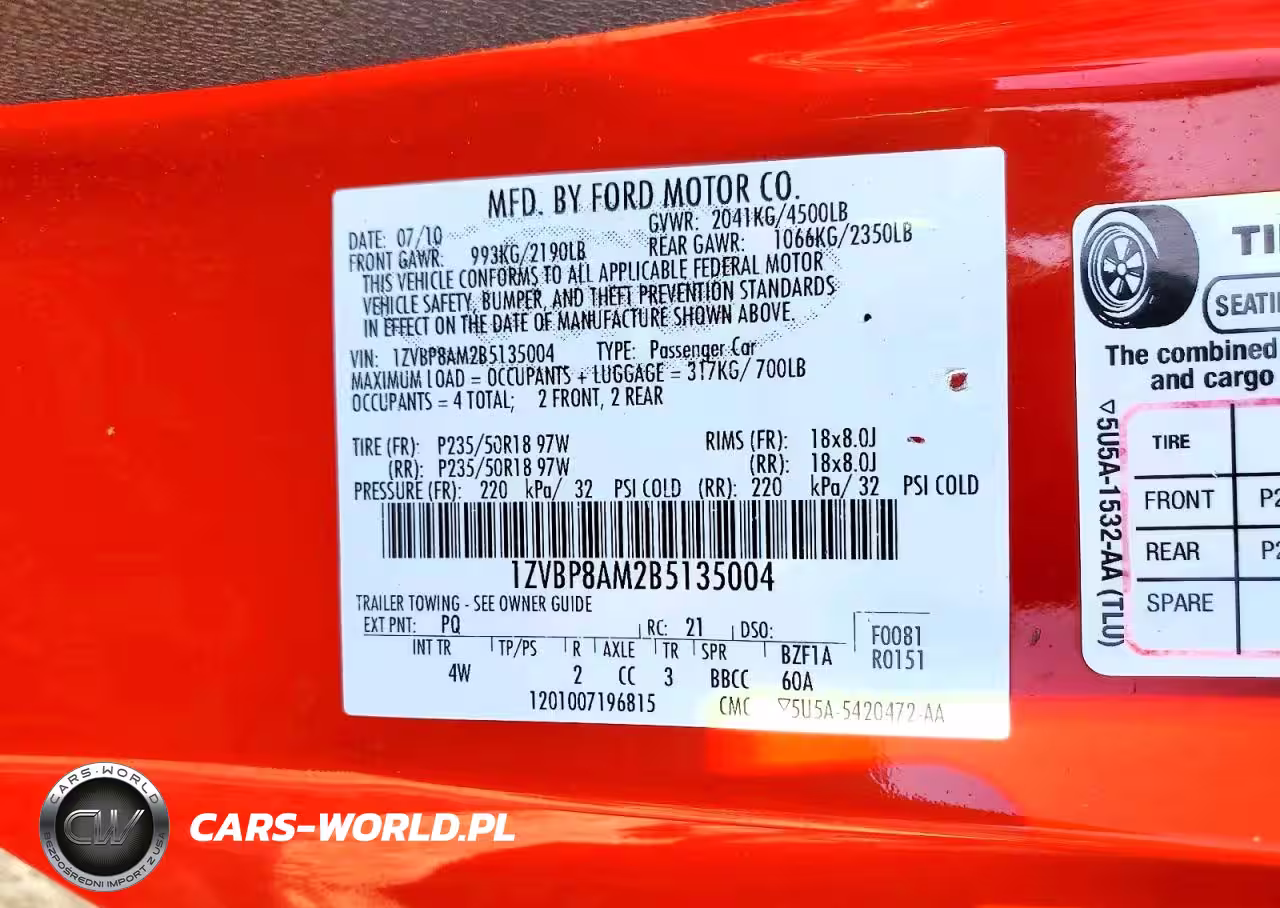 MFD. BY FORD MOTOR CO.
DATE: 07/10 GVWR: 2041KG/4500LB
FRONT GAWR: 993KG/2190LB REAR GAWR: 1066KG/2350LB
THIS VEHICLE CONFORMS TO ALL APPLICABLE FEDERAL MOTOR
VEHICLE SAFETY, BUMPER, AND THEFT PREVENTION STANDARDS
IN EFFECT ON THE DATE OF MANUFACTURE SHOWN ABOVE.
VIN: 1ZVBP8AM2B5135004 TYPE: Passenger Car
MAXIMUM LOAD = OCCUPANTS + LUGGAGE = 317KG/ 700LB
OCCUPANTS = 4 TOTAL; 2 FRONT, 2 REAR
TIRE (FR): P235/50R18 97W RIMS (FR): 18x8.0J
(RR): P235/50R18 97W (RR): 18x8.0J
PRESSURE (FR): 220 kPa/ 32 PSI COLD (RR): 220 kPa/ 32 PSI COLD
1ZVBP8AM2B5135004
TRAILER TOWING - SEE OWNER GUIDE
EXT PNT: PQ RC: 21 DSO: F0081
INT TR TP/PS R AXLE TR SPR BZF1A R0151
4W 2 CC 3 BBCC 60A
1201007196815 CMC ▽5U5A-5420472-AA
The combined
and cargo
▽5U5A-1532-AA (TLU)
TIRE
FRONT
REAR
SPARE
CARS-WORLD
CW
BEZPOŚREDNI IMPORT Z USA
CARS-WORLD.PL